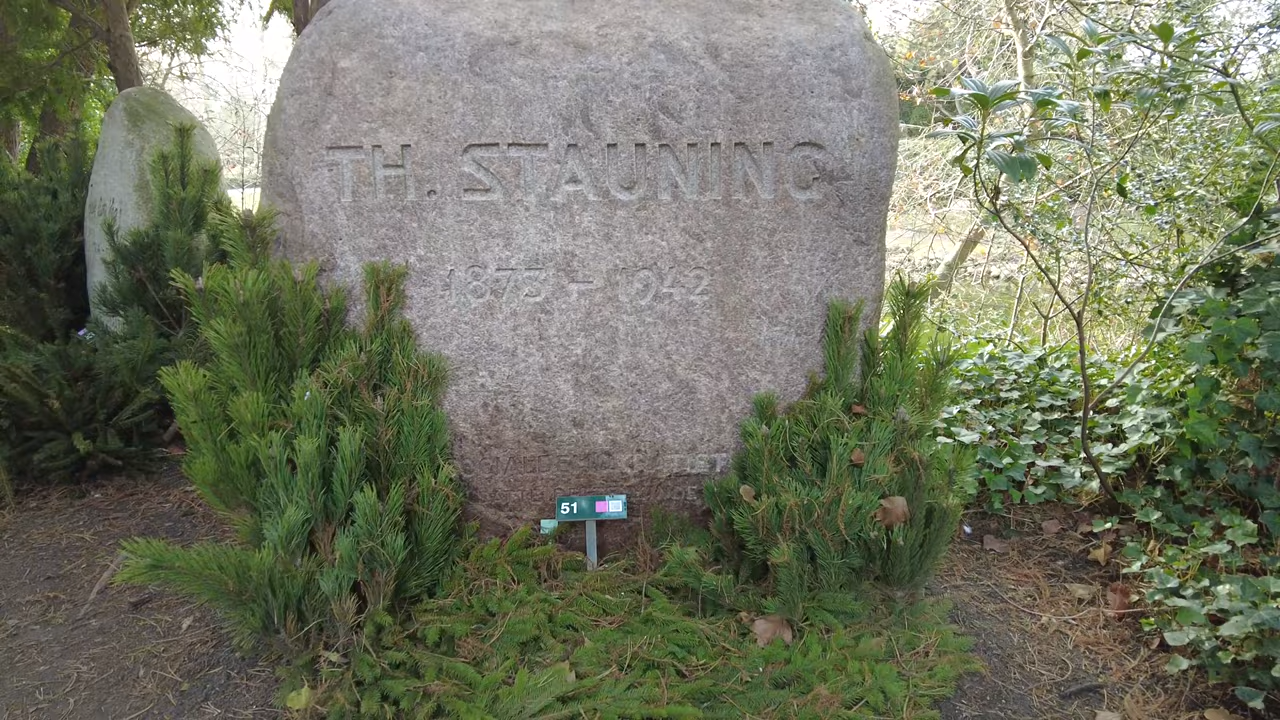 TH. STAUNING
1873 – 1942
51